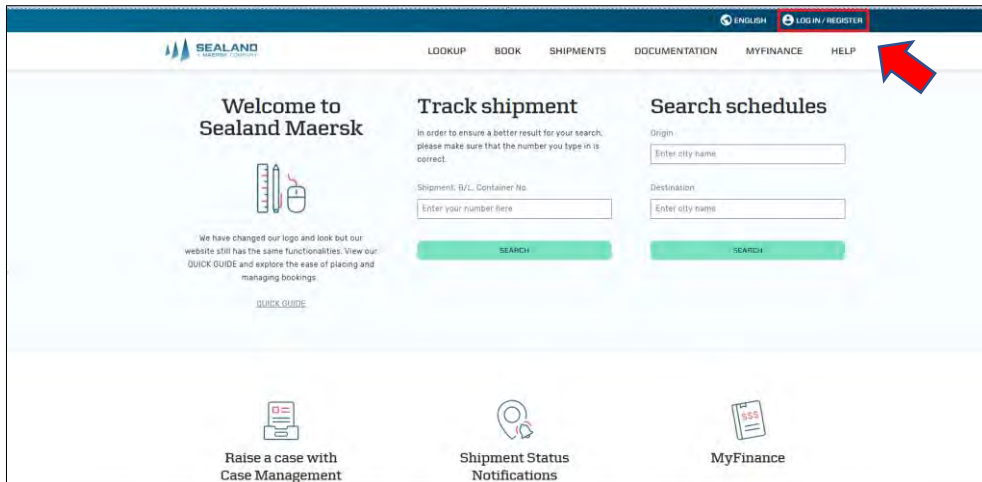 ENGLISH
LOG IN / REGISTER
SEALAND
A MAERSK COMPANY
LOOKUP
BOOK
SHIPMENTS
DOCUMENTATION
MYFINANCE
HELP
Welcome to
Sealand Maersk
We have changed our logo and look but our
website still has the same functionalities. View our
QUICK GUIDE and explore the ease of placing and
managing bookings
QUICK GUIDE
Track shipment
In order to ensure a better result for your search,
please make sure that the number you type in is
correct.
Shipment, B/L, Container No.
Enter your number here
SEARCH
Search schedules
Origin
Enter city name
Destination
Enter city name
SEARCH
Raise a case with
Case Management
Shipment Status
Notifications
$$$
MyFinance